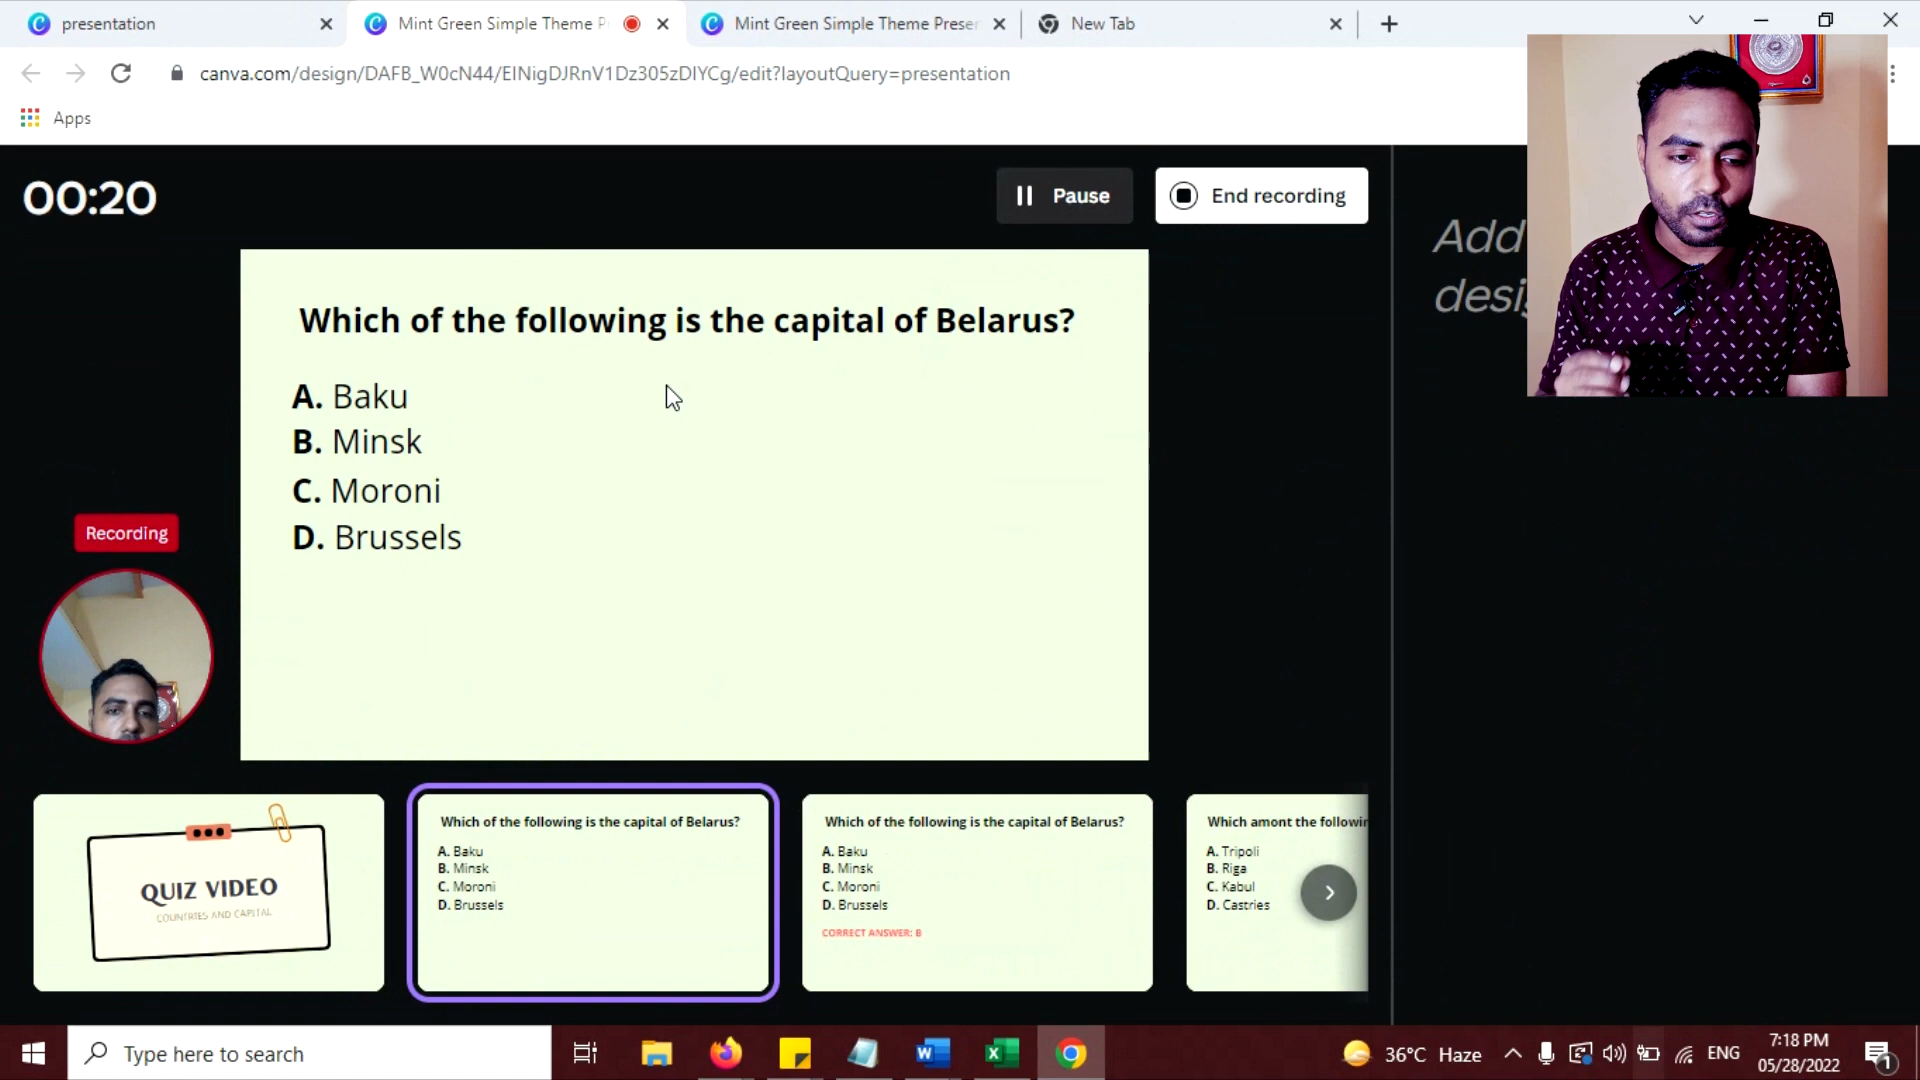 presentation
Mint Green Simple Theme P
Mint Green Simple Theme Preser
New Tab
canva.com/design/DAFB_W0cN44/EINigDJRnV1Dz305zDIYCg/edit?layoutQuery=presentation
Apps
00:20
Pause
End recording
Add
desi
Which of the following is the capital of Belarus?
A. Baku
B. Minsk
C. Moroni
D. Brussels
Recording
QUIZ VIDEO
COUNTRIES AND CAPITAL
Which of the following is the capital of Belarus?
A. Baku
B. Minsk
C. Moroni
D. Brussels
Which of the following is the capital of Belarus?
A. Baku
B. Minsk
C. Moroni
D. Brussels
CORRECT ANSWER: B
Which amont the followin
A. Tripoli
B. Riga
C. Kabul
D. Castries
Type here to search
36°C Haze
ENG
7:18 PM
05/28/2022
1